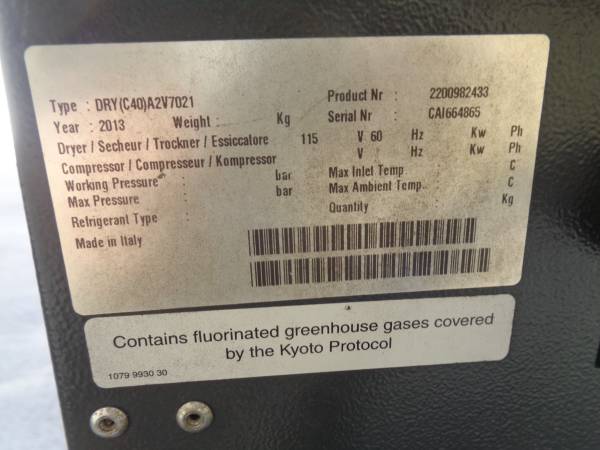 Type : DRY(C40)A2V7021 Product Nr : 2200982433
Year : 2013 Weight : Kg Serial Nr : CAI664865
Dryer / Secheur / Trockner / Essiccatore 115 V 60 Hz Kw Ph
Compressor / Compresseur / Kompressor V Hz Kw Ph
Working Pressure : bar Max Inlet Temp. C
Max Pressure : bar Max Ambient Temp. C
Refrigerant Type : Quantity : Kg
Made in Italy
Contains fluorinated greenhouse gases covered
by the Kyoto Protocol
1079 9930 30